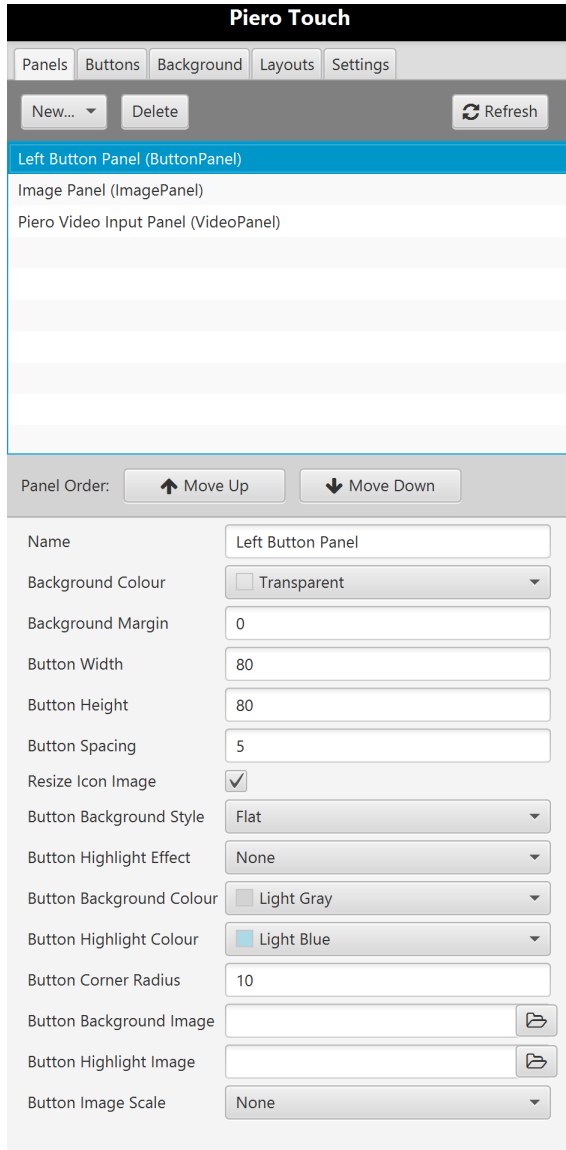 Piero Touch
Panels Buttons Background Layouts Settings
New... Delete Refresh
Left Button Panel (ButtonPanel)
Image Panel (ImagePanel)
Piero Video Input Panel (VideoPanel)
Panel Order: Move Up Move Down
Name Left Button Panel
Background Colour Transparent
Background Margin 0
Button Width 80
Button Height 80
Button Spacing 5
Resize Icon Image
Button Background Style Flat
Button Highlight Effect None
Button Background Colour Light Gray
Button Highlight Colour Light Blue
Button Corner Radius 10
Button Background Image
Button Highlight Image
Button Image Scale None